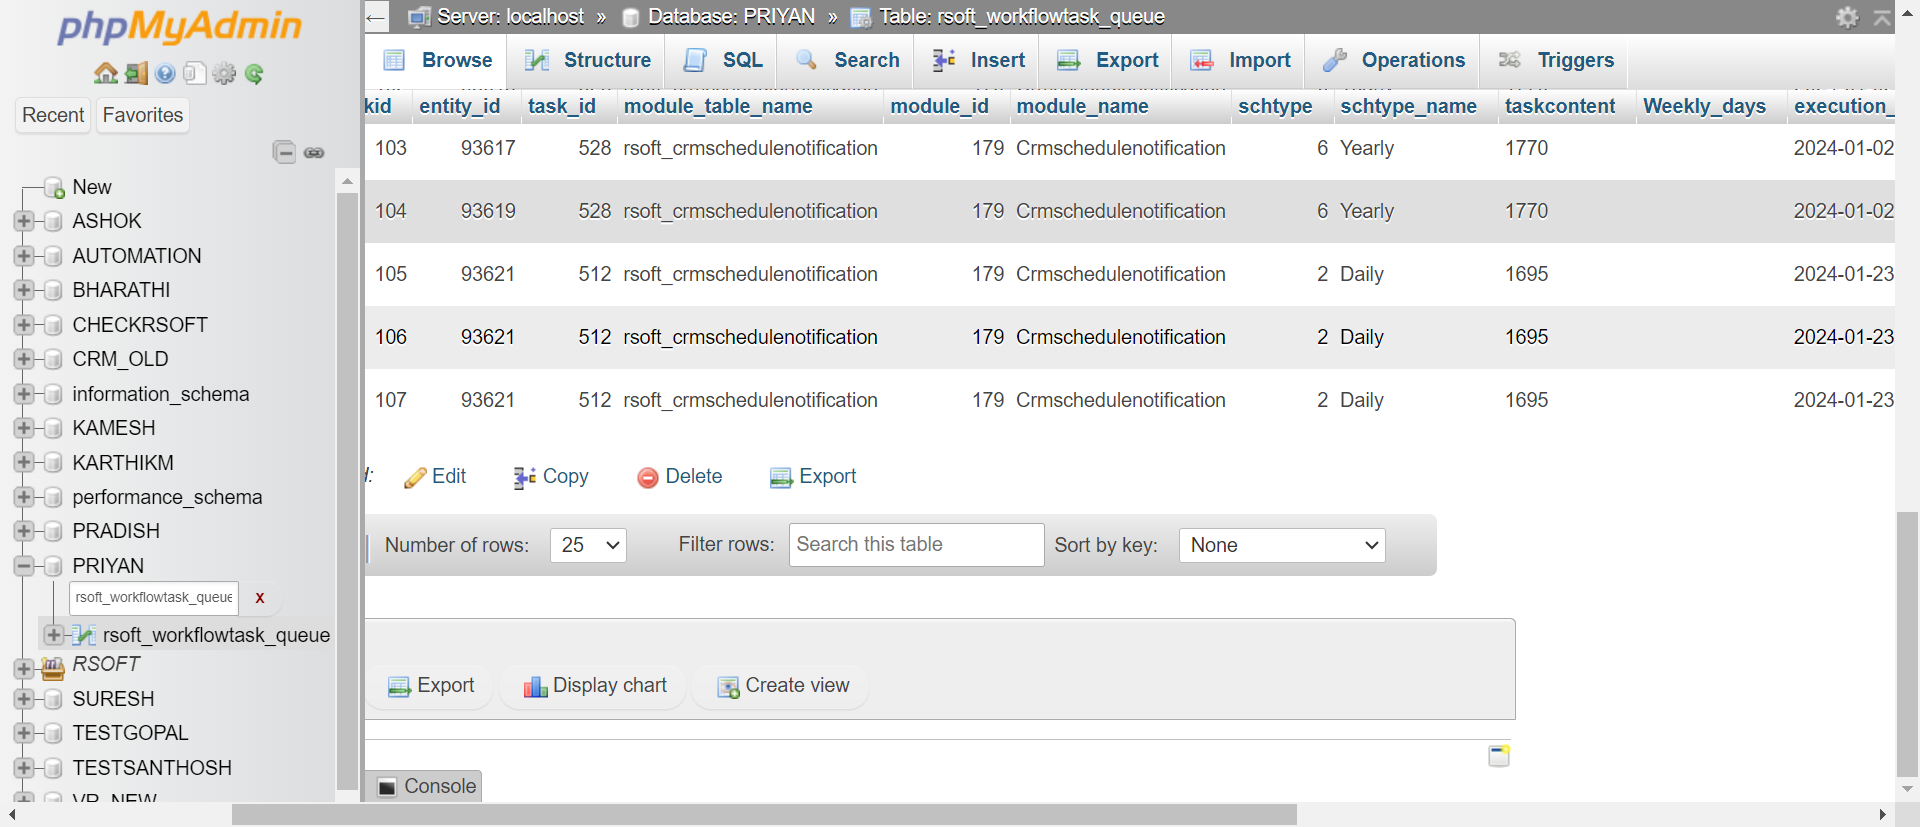 phpMyAdmin
Recent Favorites
New
ASHOK
AUTOMATION
BHARATHI
CHECKRSOFT
CRM_OLD
information_schema
KAMESH
KARTHIKM
performance_schema
PRADISH
PRIYAN
rsoft_workflowtask_queue
X
rsoft_workflowtask_queue
RSOFT
SURESH
TESTGOPAL
TESTSANTHOSH
VP_NEW
Server: localhost » Database: PRIYAN » Table: rsoft_workflowtask_queue
Browse Structure SQL Search Insert Export Import Operations Triggers
kid entity_id task_id module_table_name module_id module_name schtype schtype_name taskcontent Weekly_days execution_
103 93617 528 rsoft_crmschedulenotification 179 Crmschedulenotification 6 Yearly 1770 2024-01-02
104 93619 528 rsoft_crmschedulenotification 179 Crmschedulenotification 6 Yearly 1770 2024-01-02
105 93621 512 rsoft_crmschedulenotification 179 Crmschedulenotification 2 Daily 1695 2024-01-23
106 93621 512 rsoft_crmschedulenotification 179 Crmschedulenotification 2 Daily 1695 2024-01-23
107 93621 512 rsoft_crmschedulenotification 179 Crmschedulenotification 2 Daily 1695 2024-01-23
Edit Copy Delete Export
Number of rows: 25 Filter rows: Search this table Sort by key: None
Export Display chart Create view
Console